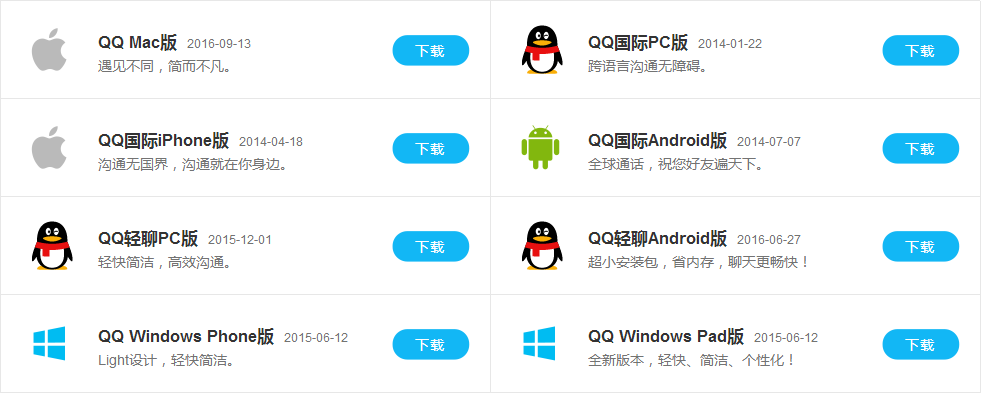 QQ Mac版 2016-09-13
遇见不同，简而不凡。
下载
QQ国际PC版 2014-01-22
跨语言沟通无障碍。
下载
QQ国际iPhone版 2014-04-18
沟通无国界，沟通就在你身边。
下载
QQ国际Android版 2014-07-07
全球通话，祝您好友遍天下。
下载
QQ轻聊PC版 2015-12-01
轻快简洁，高效沟通。
下载
QQ轻聊Android版 2016-06-27
超小安装包，省内存，聊天更畅快！
下载
QQ Windows Phone版 2015-06-12
Light设计，轻快简洁。
下载
QQ Windows Pad版 2015-06-12
全新版本，轻快、简洁、个性化！
下载